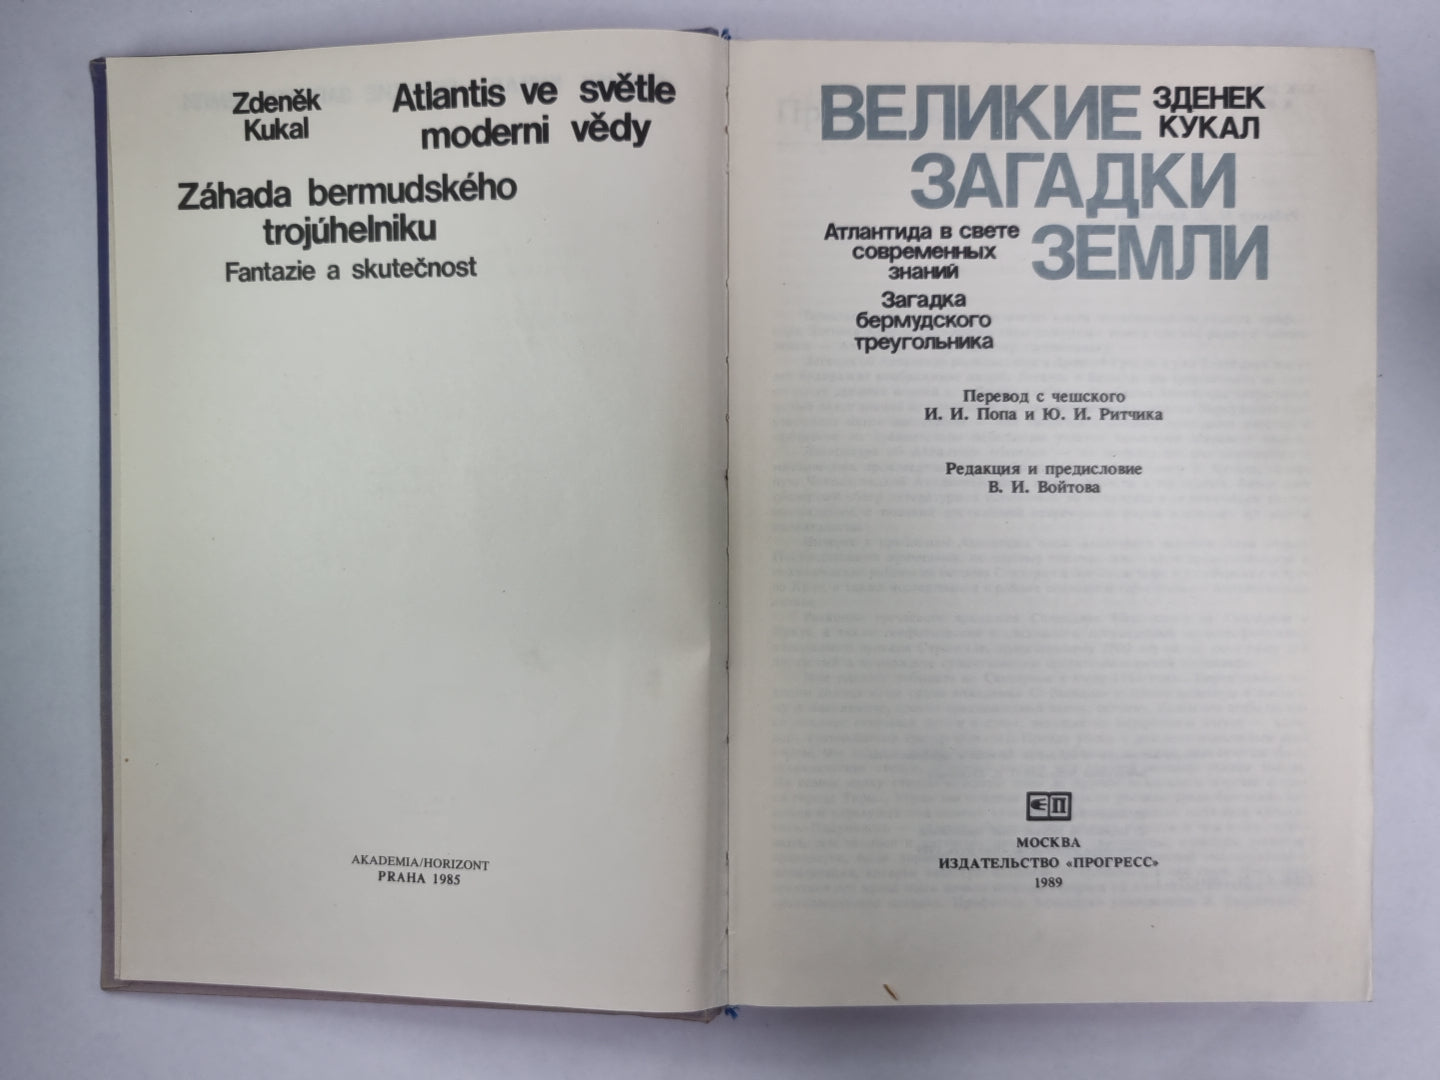 Zdeněk
Kukal
Atlantis ve světle
moderni vědy
Záhada bermudského
trojúhelniku
Fantazie a skutečnost
AKADEMIA/HORIZONT
PRAHA 1985
ВЕЛИКИЕ
ЗАГАДКИ
ЗЕМЛИ
ЗДЕНЕК
КУКАЛ
Атлантида в свете
современных
знаний
Загадка
бермудского
треугольника
Перевод с чешского
И. И. Попа и Ю. И. Ритчика
Редакция и предисловие
В. И. Войтова
П
МОСКВА
ИЗДАТЕЛЬСТВО «ПРОГРЕСС»
1989